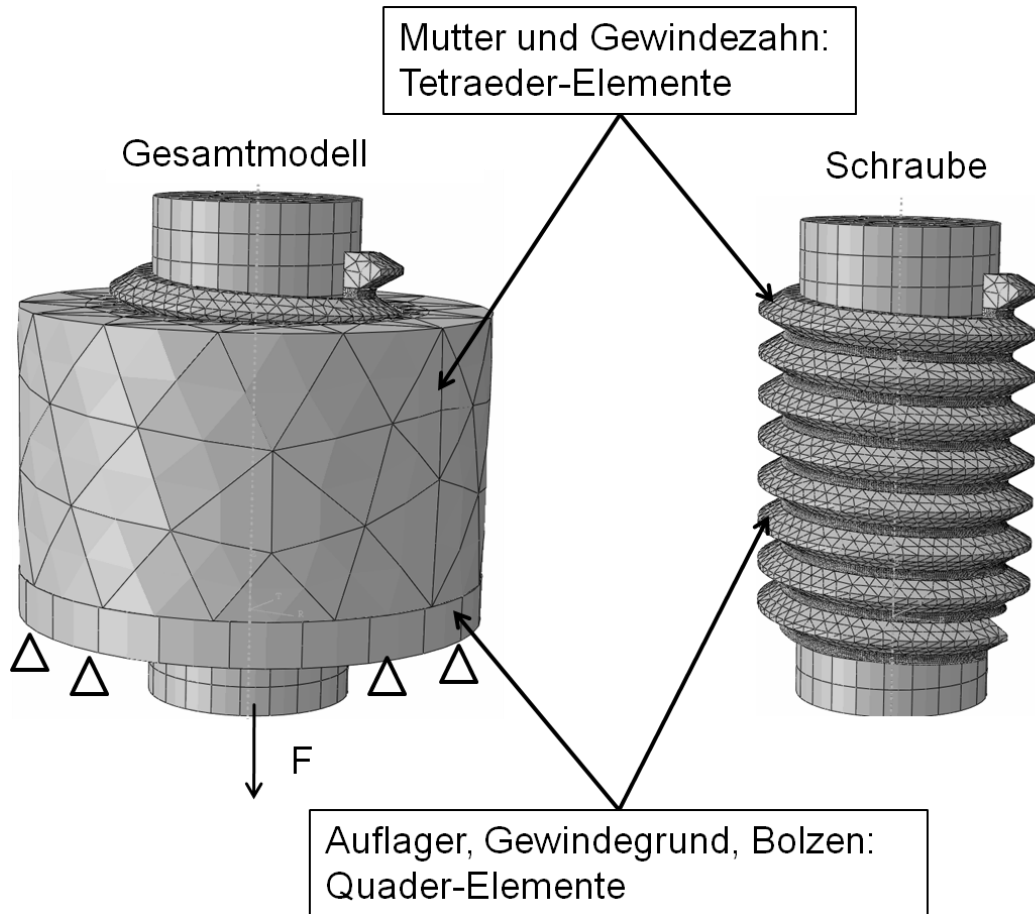 Mutter und Gewindezahn:
Tetraeder-Elemente
Gesamtmodell
Schraube
F
Auflager, Gewindegrund, Bolzen:
Quader-Elemente